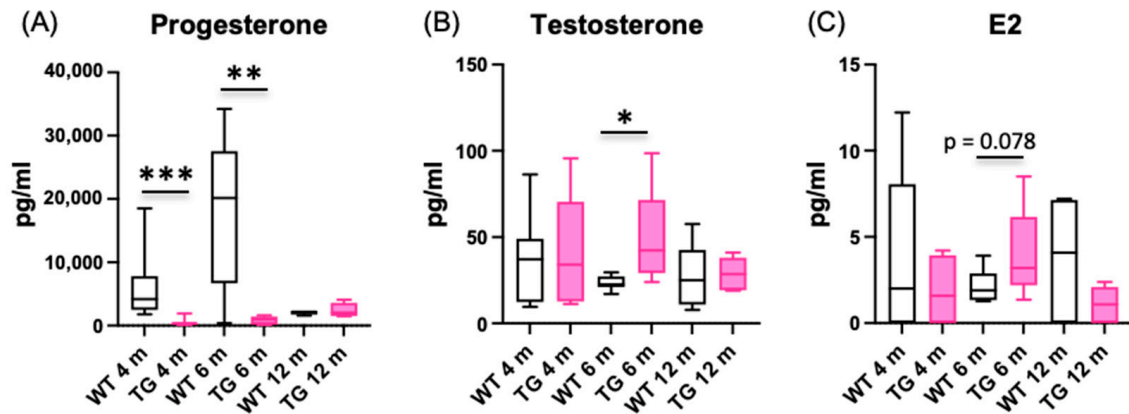 (A) Progesterone
40,000
30,000
20,000
10,000
0
pg/ml
***
**
WT 4 m
TG 4 m
WT 6 m
TG 6 m
WT 12 m
TG 12 m
(B) Testosterone
150
100
50
0
pg/ml
*
WT 4 m
TG 4 m
WT 6 m
TG 6 m
WT 12 m
TG 12 m
(C) E2
15
10
5
0
pg/ml
p = 0.078
WT 4 m
TG 4 m
WT 6 m
TG 6 m
WT 12 m
TG 12 m